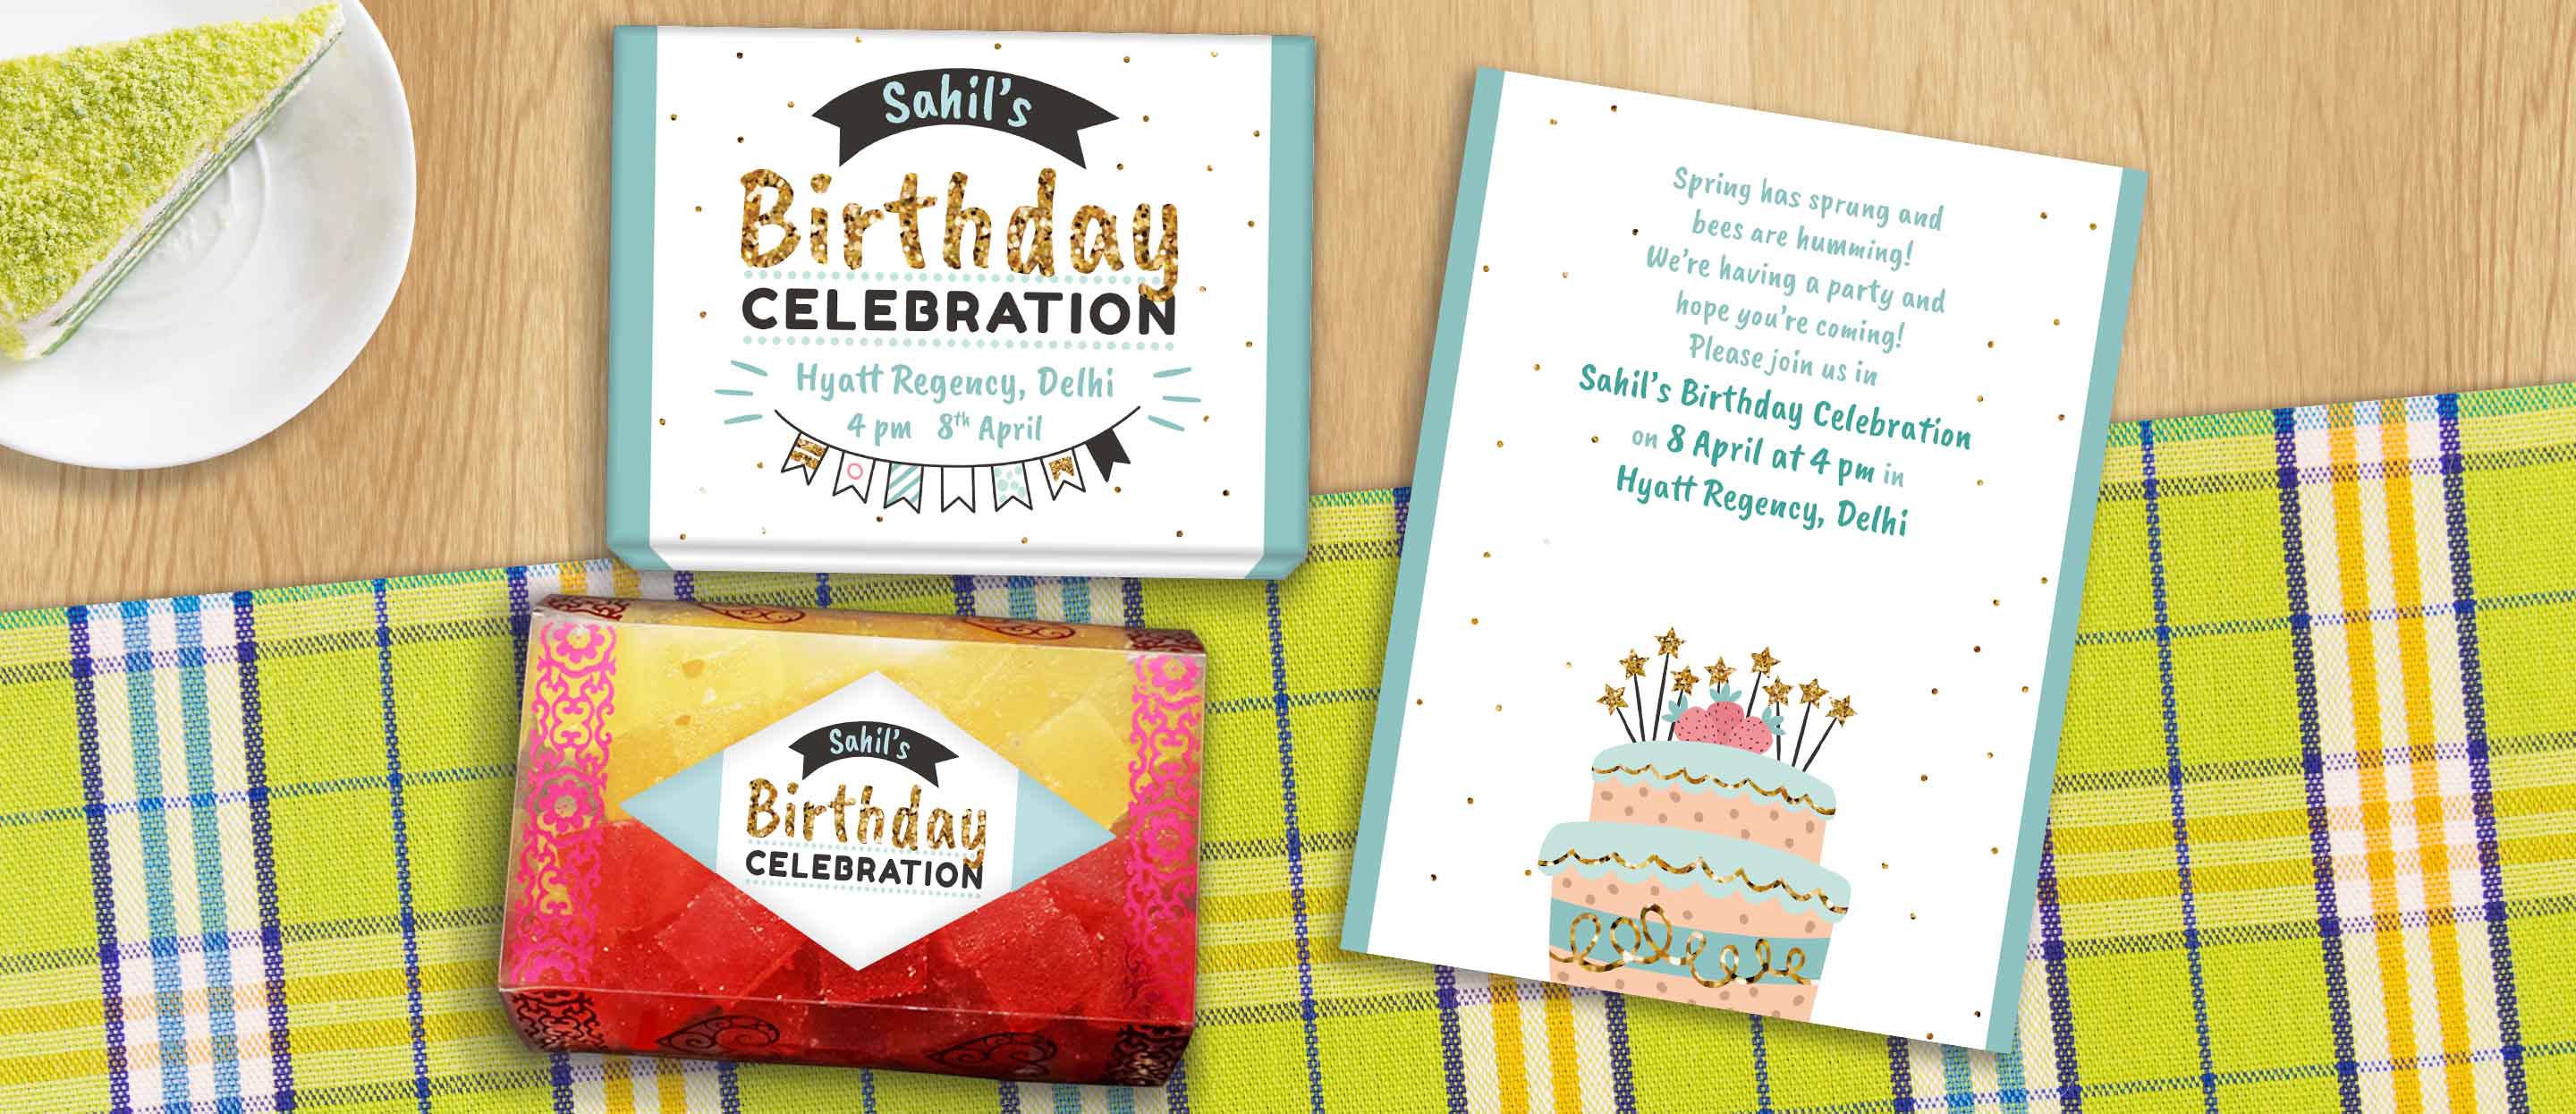 Sahil's
Birthday
CELEBRATION
Hyatt Regency, Delhi
4 pm 8th April
Sahil's
Birthday
CELEBRATION
Spring has sprung and
bees are humming!
We're having a party and
hope you're coming!
Please join us in
Sahil's Birthday Celebration
on 8 April at 4 pm in
Hyatt Regency, Delhi